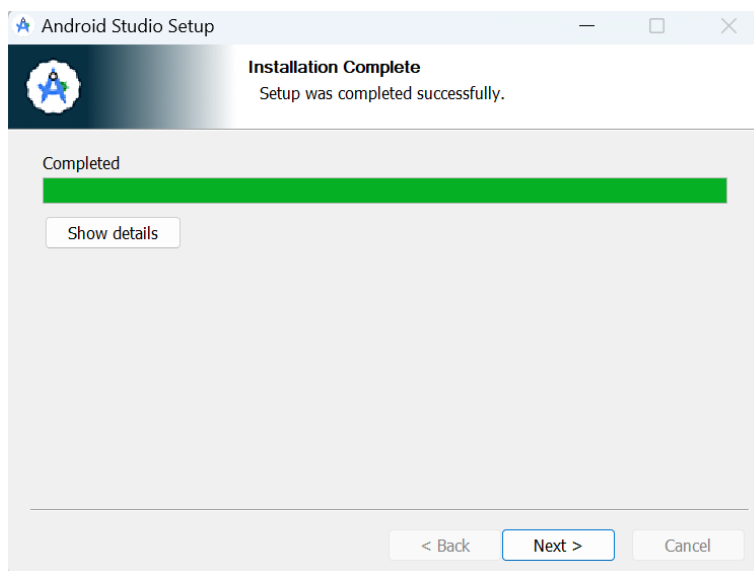 Android Studio Setup
Installation Complete
Setup was completed successfully.
Completed
Show details
< Back Next > Cancel